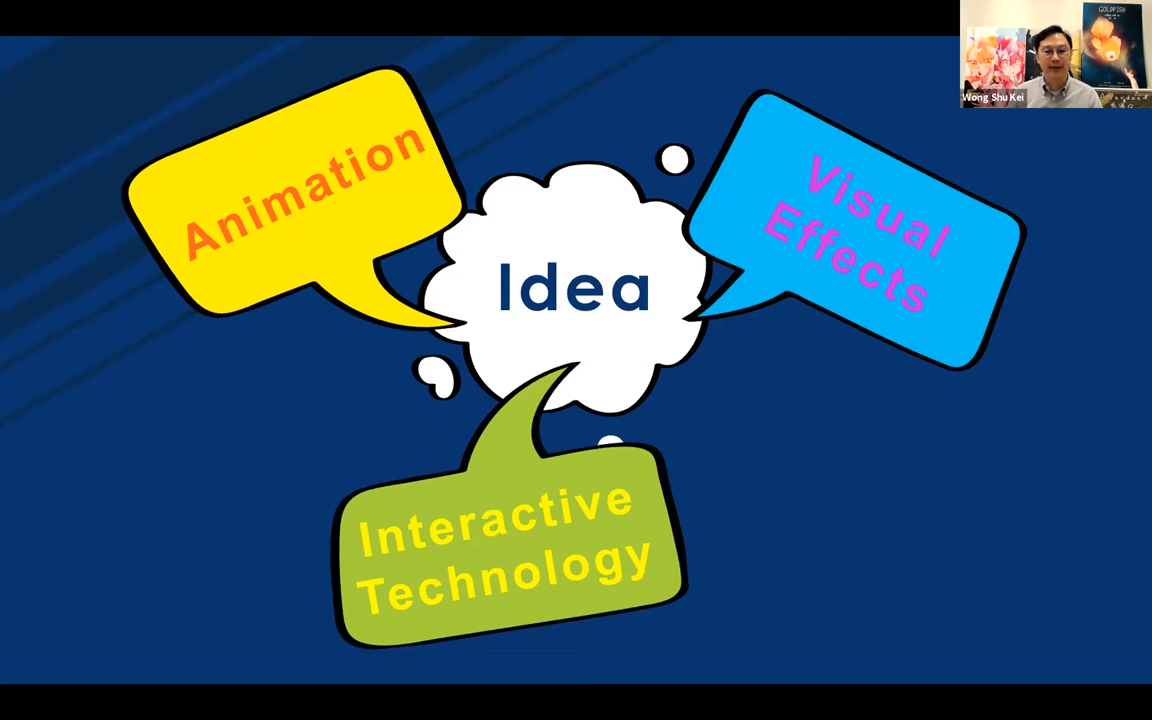 Animation
Visual
Effects
Idea
Interactive
Technology
GOLDFISH
Wong Shu Kei